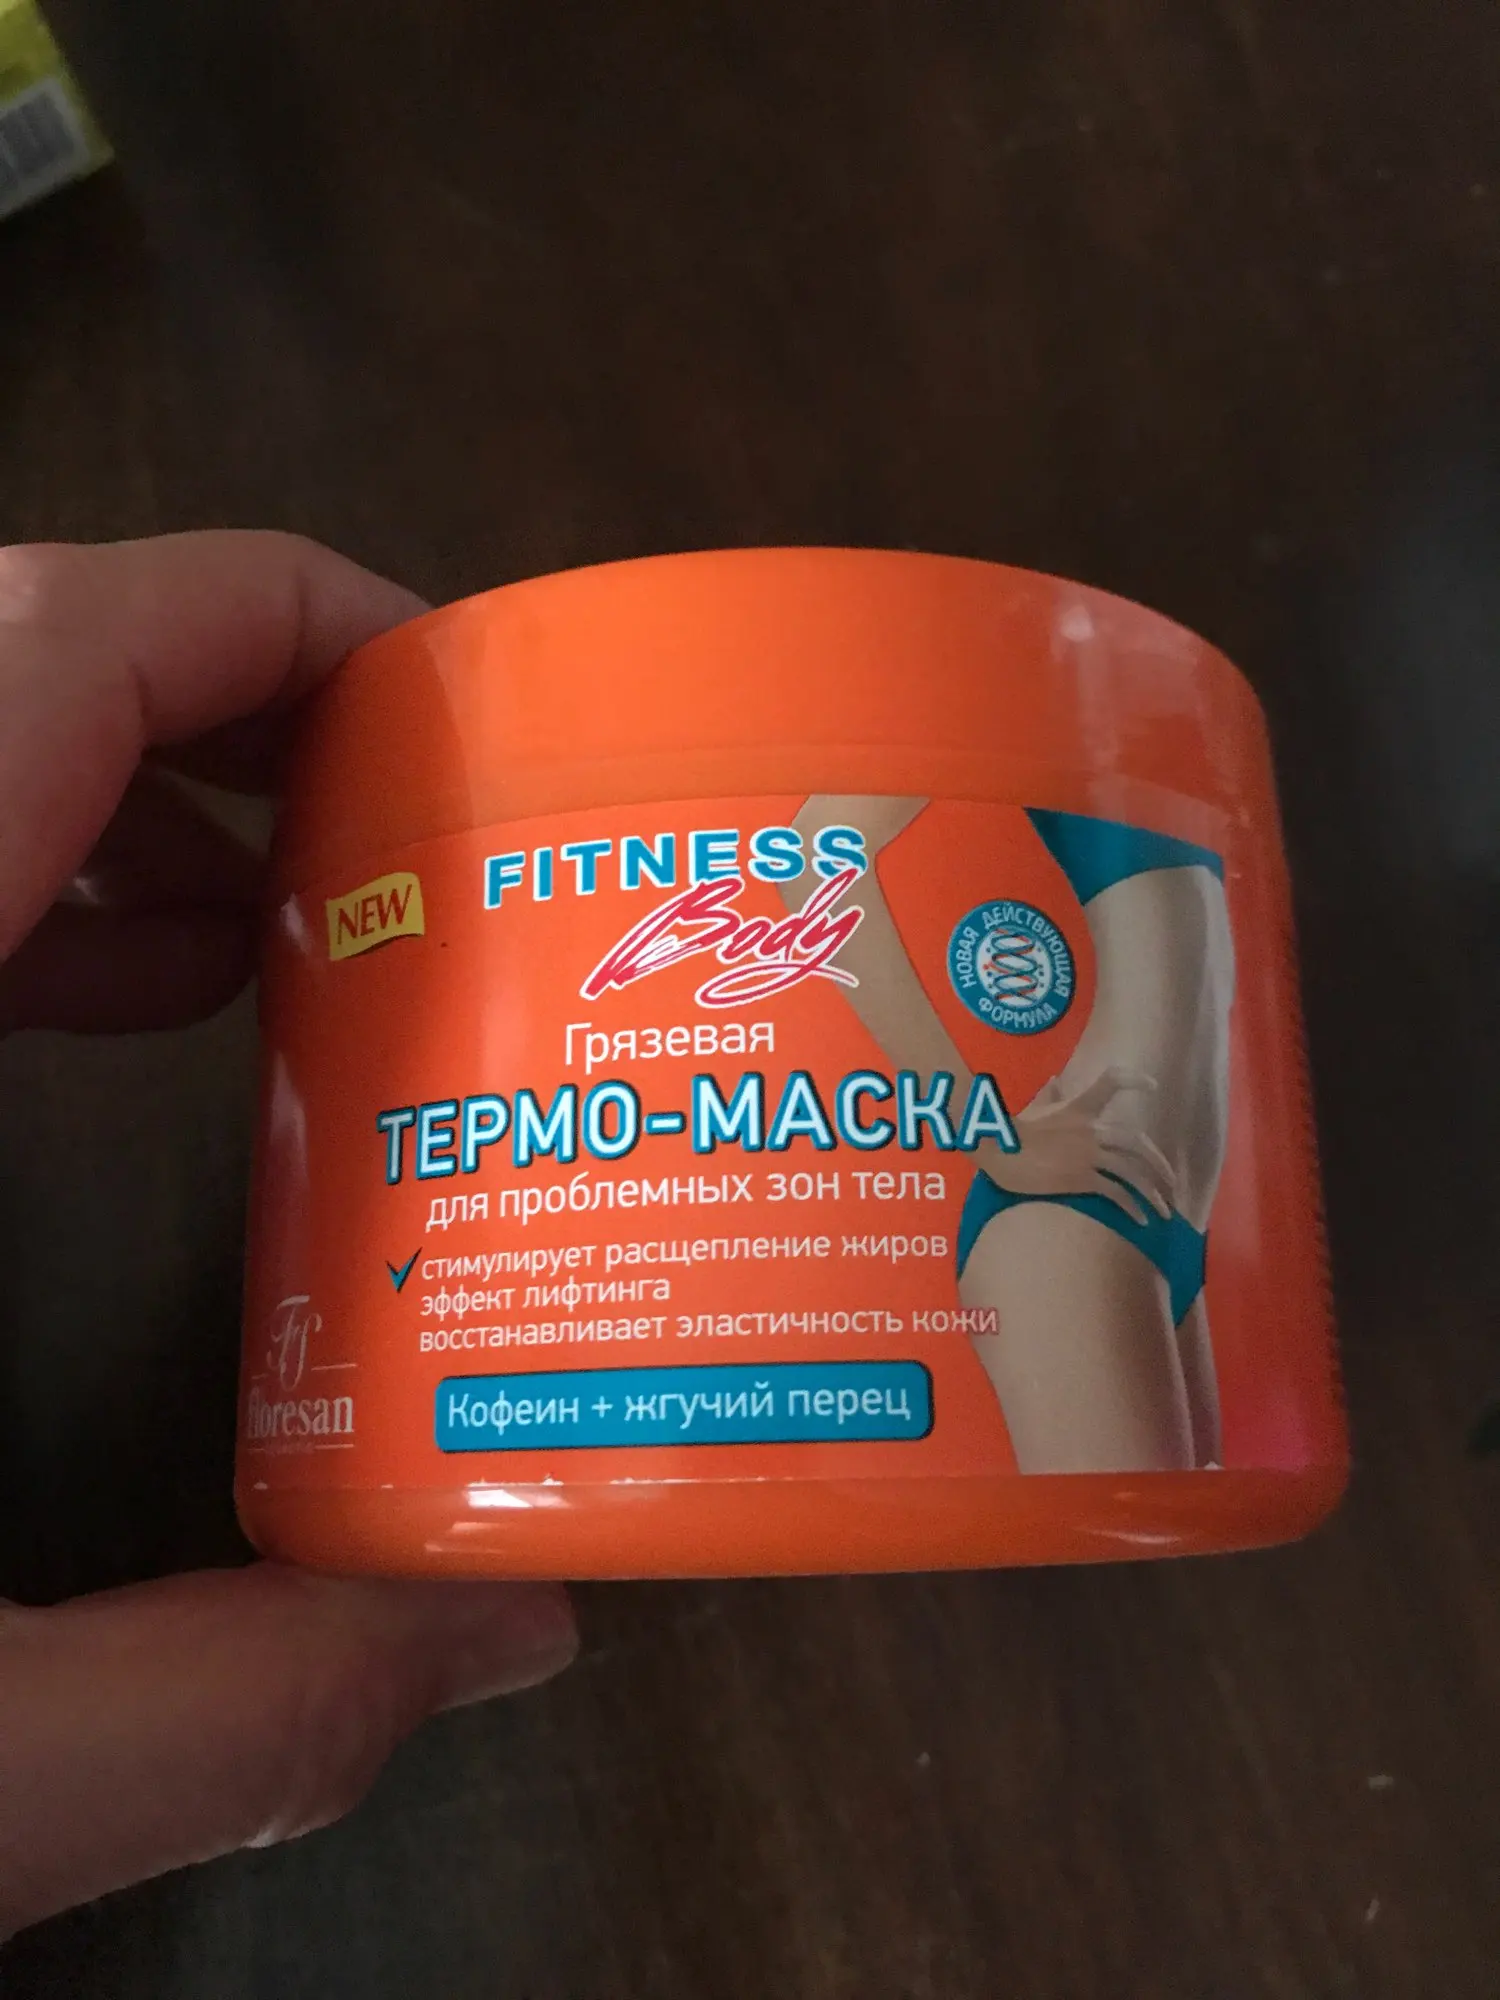 FITNESS
Body
NEW
НОВАЯ ДЕЙСТВУЮЩАЯ
ФОРМУЛА
Грязевая
ТЕРМО-МАСКА
для проблемных зон тела
стимулирует расщепление жиров
эффект лифтинга
восстанавливает эластичность кожи
Кофеин + жгучий перец
Fs
floresan